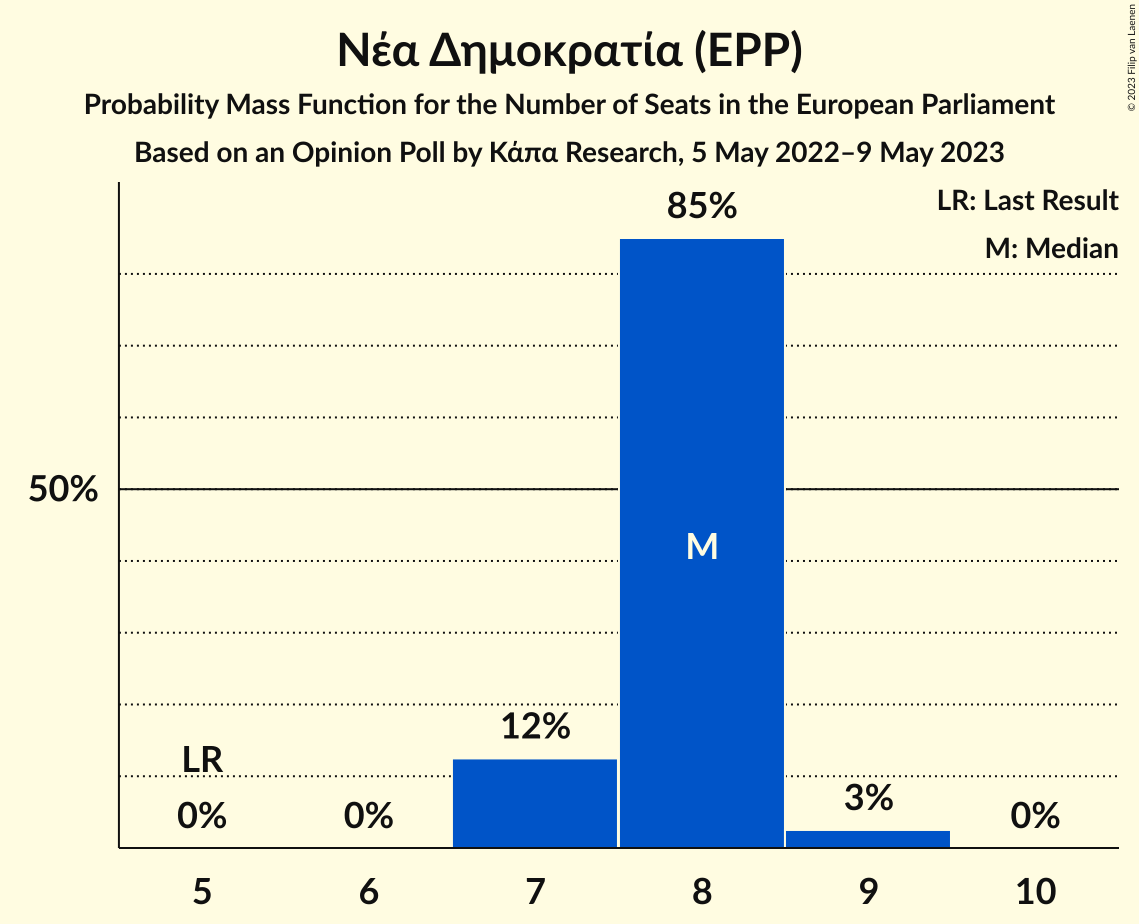 Νέα Δημοκρατία (EPP)
Probability Mass Function for the Number of Seats in the European Parliament
Based on an Opinion Poll by Κάπα Research, 5 May 2022–9 May 2023
© 2023 Filip van Laenen
LR: Last Result
M: Median
85%
50%
M
12%
LR
3%
0%
0%
0%
5 6 7 8 9 10